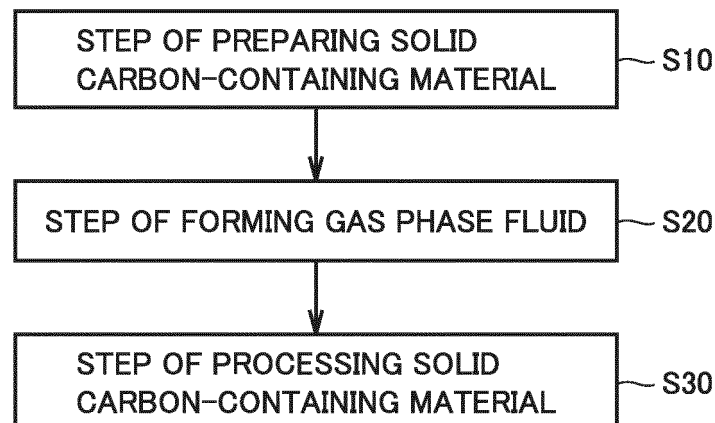 STEP OF PREPARING SOLID
CARBON-CONTAINING MATERIAL
S10
STEP OF FORMING GAS PHASE FLUID
S20
STEP OF PROCESSING SOLID
CARBON-CONTAINING MATERIAL
S30